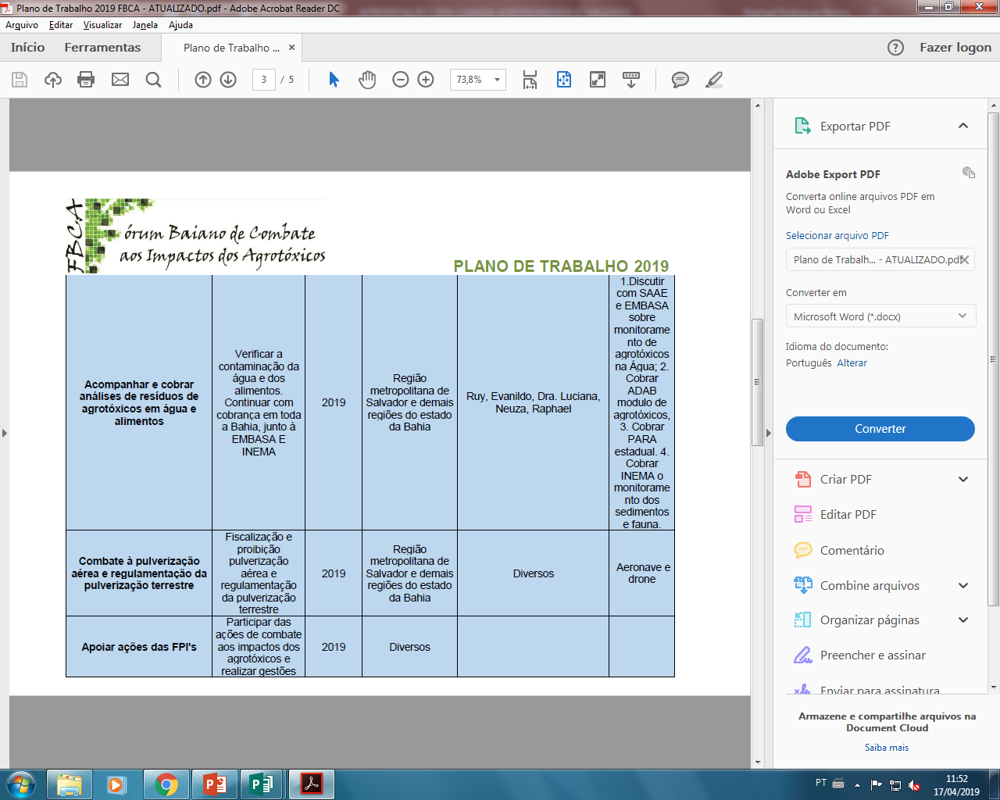 Plano de Trabalho 2019 FBCA - ATUALIZADO.pdf - Adobe Acrobat Reader DC
Arquivo Editar Visualizar Janela Ajuda
Início Ferramentas Plano de Trabalho ... × ? Fazer logon
3 / 5 73,8%
FBCA
Fórum Baiano de Combate
aos Impactos dos Agrotóxicos
PLANO DE TRABALHO 2019
Acompanhar e cobrar
análises de resíduos de
agrotóxicos em água e
alimentos
Verificar a
contaminação da
água e dos
alimentos.
Continuar com
cobrança em toda
a Bahia, junto à
EMBASA E
INEMA
2019
Região
metropolitana de
Salvador e demais
regiões do estado
da Bahia
Ruy, Evanildo, Dra. Luciana,
Neuza, Raphael
1.Discutir
com SAAE
e EMBASA
sobre
monitorame
nto de
agrotóxicos
na Água; 2.
Cobrar
ADAB
modulo de
agrotóxicos,
3. Cobrar
PARA
estadual. 4.
Cobrar
INEMA o
monitorame
nto dos
sedimentos
e fauna.
Combate à pulverização
aérea e regulamentação da
pulverização terrestre
Fiscalização e
proibição
pulverização
aérea e
regulamentação
da pulverização
terrestre
2019
Região
metropolitana de
Salvador e demais
regiões do estado
da Bahia
Diversos
Aeronave e
drone
Apoiar ações das FPI's
Participar das
ações de combate
aos impactos dos
agrotóxicos e
realizar gestões
2019
Diversos
Exportar PDF
Adobe Export PDF
Converta online arquivos PDF em
Word ou Excel
Selecionar arquivo PDF
Plano de Trabalh... - ATUALIZADO.pdf
Converter em
Microsoft Word (*.docx)
Idioma do documento:
Português Alterar
Converter
Criar PDF
Editar PDF
Comentário
Combine arquivos
Organizar páginas
Preencher e assinar
Enviar para assinatura
Armazene e compartilhe arquivos na
Document Cloud
Saiba mais
PT
11:52
17/04/2019